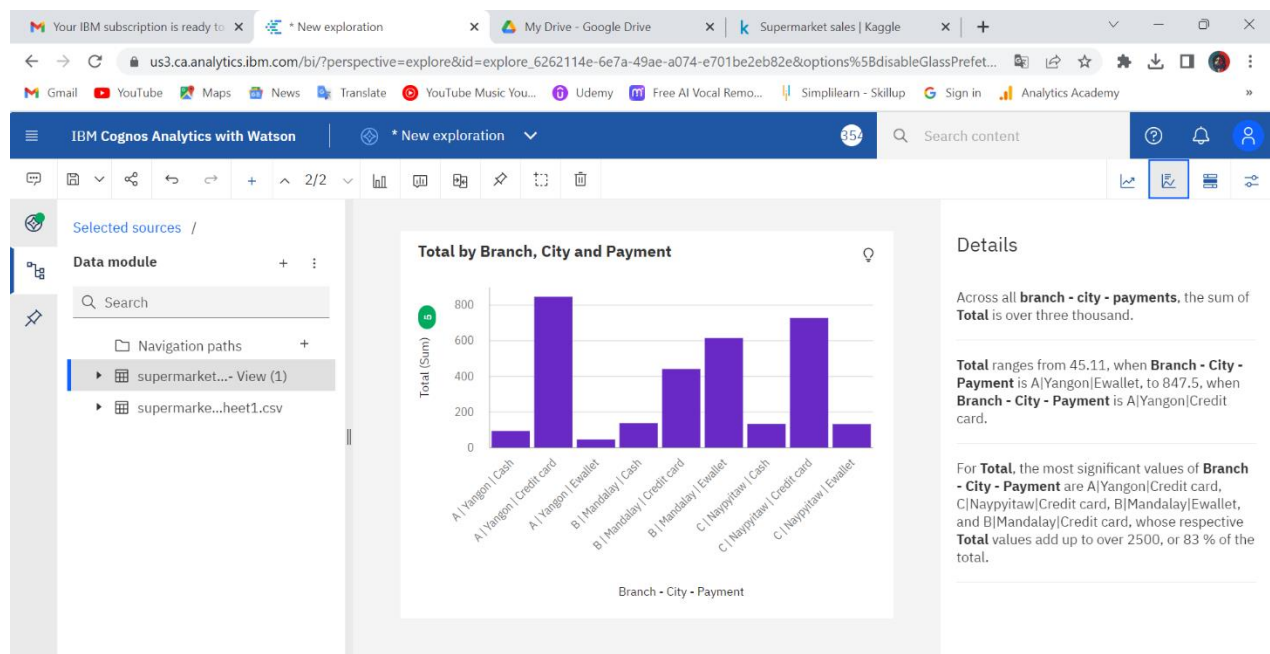 Your IBM subscription is ready to
* New exploration
My Drive - Google Drive
Supermarket sales | Kaggle
us3.ca.analytics.ibm.com/bi/?perspective=explore&id=explore_6262114e-6e7a-49ae-a074-e701be2eb82e&options%5BdisableGlassPrefet...
Gmail YouTube Maps News Translate YouTube Music You... Udemy Free AI Vocal Remo... Simplilearn - Skillup Sign in Analytics Academy »
IBM Cognos Analytics with Watson
* New exploration
354
Search content
2/2
Selected sources /
Data module
Search
Navigation paths
supermarket...- View (1)
supermarke...heet1.csv
Total by Branch, City and Payment
Total (Sum)
800
600
400
200
0
A | Yangon | Cash
A | Yangon | Credit card
A | Yangon | Ewallet
B | Mandalay | Cash
B | Mandalay | Credit card
B | Mandalay | Ewallet
C | Naypyitaw | Cash
C | Naypyitaw | Credit card
C | Naypyitaw | Ewallet
Branch - City - Payment
Details
Across all branch - city - payments, the sum of
Total is over three thousand.
Total ranges from 45.11, when Branch - City -
Payment is A|Yangon|Ewallet, to 847.5, when
Branch - City - Payment is A|Yangon|Credit
card.
For Total, the most significant values of Branch
- City - Payment are A|Yangon|Credit card,
C|Naypyitaw|Credit card, B|Mandalay|Ewallet,
and B|Mandalay|Credit card, whose respective
Total values add up to over 2500, or 83 % of the
total.